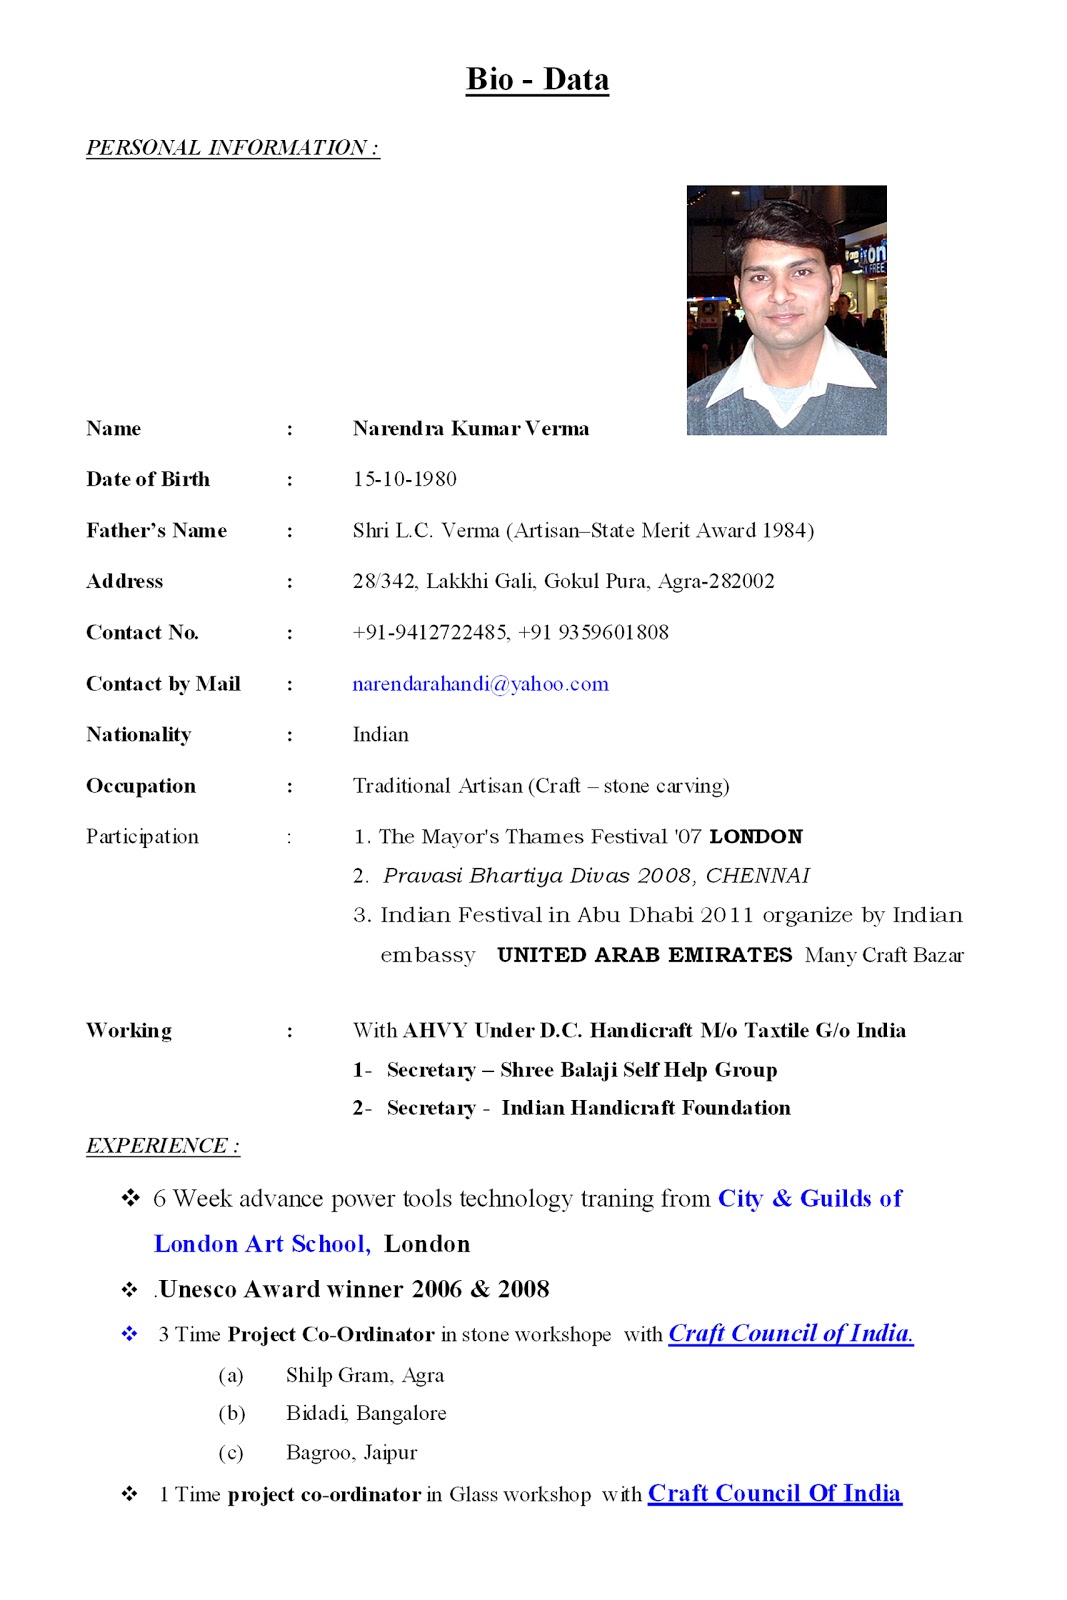 Bio - Data
PERSONAL INFORMATION :
Name : Narendra Kumar Verma
Date of Birth : 15-10-1980
Father's Name : Shri L.C. Verma (Artisan–State Merit Award 1984)
Address : 28/342, Lakkhi Gali, Gokul Pura, Agra-282002
Contact No. : +91-9412722485, +91 9359601808
Contact by Mail : narendarahandi@yahoo.com
Nationality : Indian
Occupation : Traditional Artisan (Craft – stone carving)
Participation : 1. The Mayor's Thames Festival '07 LONDON
2. Pravasi Bhartiya Divas 2008, CHENNAI
3. Indian Festival in Abu Dhabi 2011 organize by Indian
embassy UNITED ARAB EMIRATES Many Craft Bazar
Working : With AHVY Under D.C. Handicraft M/o Taxtile G/o India
1- Secretary – Shree Balaji Self Help Group
2- Secretary - Indian Handicraft Foundation
EXPERIENCE :
❖ 6 Week advance power tools technology traning from City & Guilds of
London Art School, London
❖ .Unesco Award winner 2006 & 2008
❖ 3 Time Project Co-Ordinator in stone workshope with Craft Council of India.
(a) Shilp Gram, Agra
(b) Bidadi, Bangalore
(c) Bagroo, Jaipur
❖ 1 Time project co-ordinator in Glass workshop with Craft Council Of India